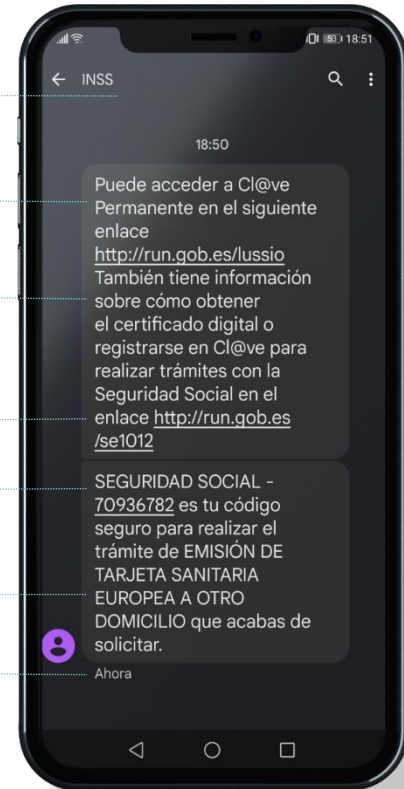 18:51
INSS
18:50
Puede acceder a Cl@ve
Permanente en el siguiente
enlace
http://run.gob.es/lussio
También tiene información
sobre cómo obtener
el certificado digital o
registrarse en Cl@ve para
realizar trámites con la
Seguridad Social en el
enlace http://run.gob.es
/se1012
SEGURIDAD SOCIAL -
70936782 es tu código
seguro para realizar el
trámite de EMISIÓN DE
TARJETA SANITARIA
EUROPEA A OTRO
DOMICILIO que acabas de
solicitar.
Ahora